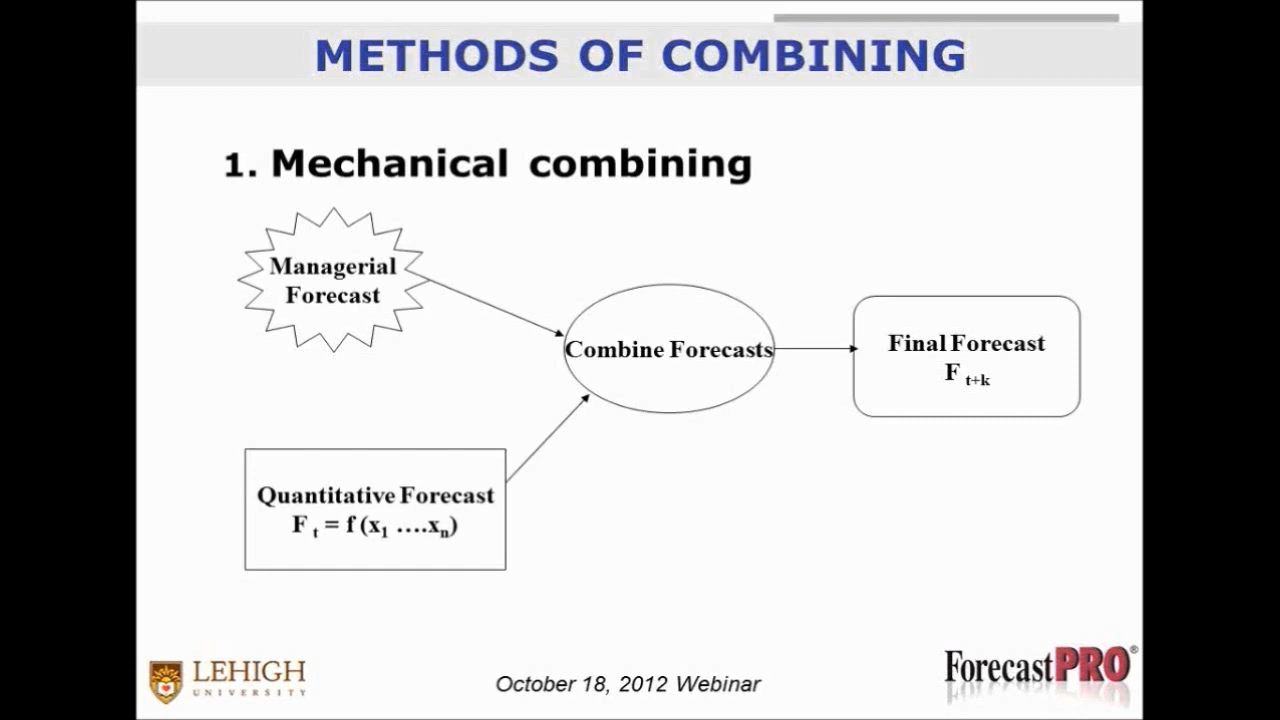 METHODS OF COMBINING
1. Mechanical combining
Managerial
Forecast
Combine Forecasts
Final Forecast
F t+k
Quantitative Forecast
F t = f (x1 ....xn)
LEHIGH
UNIVERSITY
October 18, 2012 Webinar
ForecastPRO®